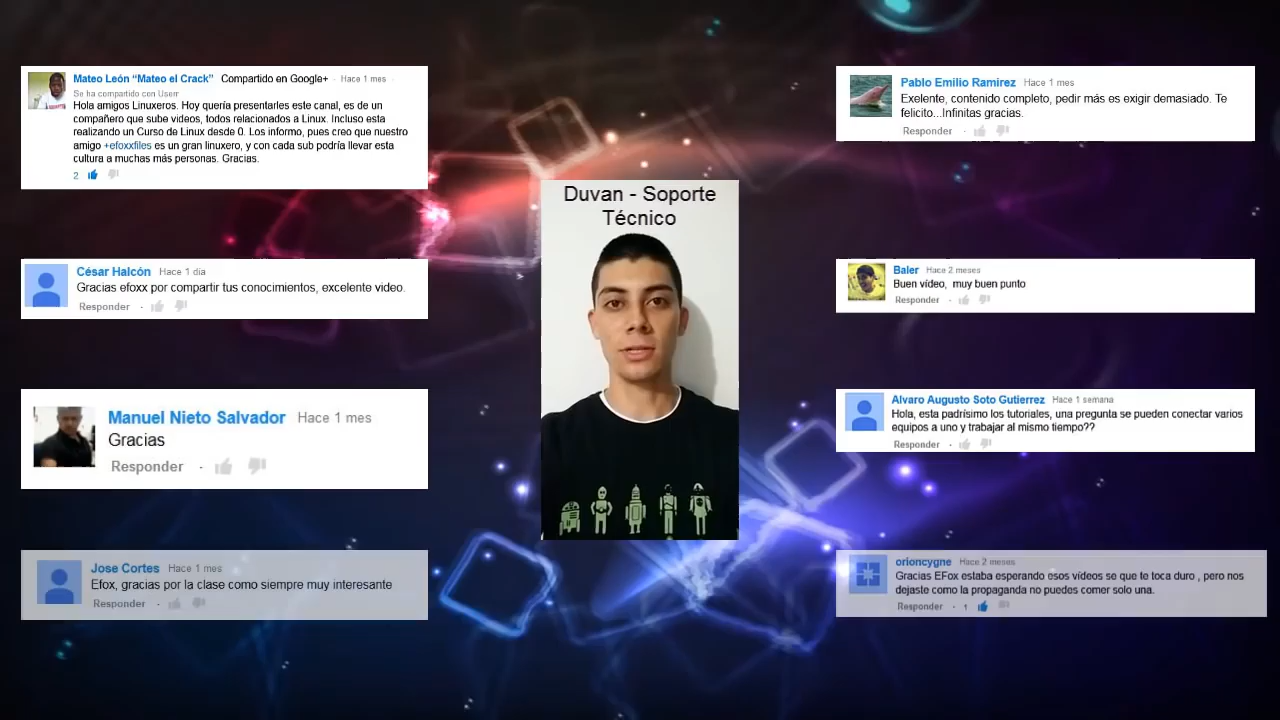 Mateo León “Mateo el Crack” Compartido en Google+ · Hace 1 mes ·
Se ha compartido con Userr
Hola amigos Linuxeros. Hoy quería presentarles este canal, es de un
compañero que sube videos, todos relacionados a Linux. Incluso esta
realizando un Curso de Linux desde 0. Los informo, pues creo que nuestro
amigo +efoxxfiles es un gran linuxero, y con cada sub podría llevar esta
cultura a muchas más personas. Gracias.
2
César Halcón Hace 1 día
Gracias efoxx por compartir tus conocimientos, excelente video.
Responder ·
Manuel Nieto Salvador Hace 1 mes
Gracias
Responder ·
Jose Cortes Hace 1 mes
Efox, gracias por la clase como siempre muy interesante
Responder ·
Duvan - Soporte
Técnico
Pablo Emilio Ramirez Hace 1 mes
Exelente, contenido completo, pedir más es exigir demasiado. Te
felicito...Infinitas gracias.
Responder ·
Baler Hace 2 meses
Buen vídeo, muy buen punto
Responder ·
Alvaro Augusto Soto Gutierrez Hace 1 semana
Hola, esta padrísimo los tutoriales, una pregunta se pueden conectar varios
equipos a uno y trabajar al mismo tiempo??
Responder ·
orioncygne Hace 2 meses
Gracias EFox estaba esperando esos vídeos se que te toca duro , pero nos
dejaste como la propaganda no puedes comer solo una.
Responder · 1